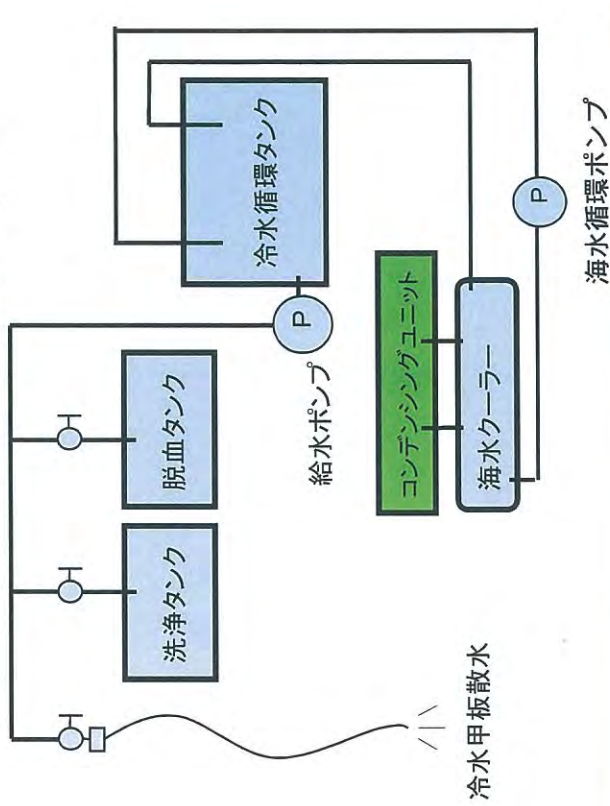 冷水循環タンク
P
海水循環ポンプ
コンデンシングユニット
海水クーラー
P
給水ポンプ
脱血タンク
洗浄タンク
冷水甲板散水